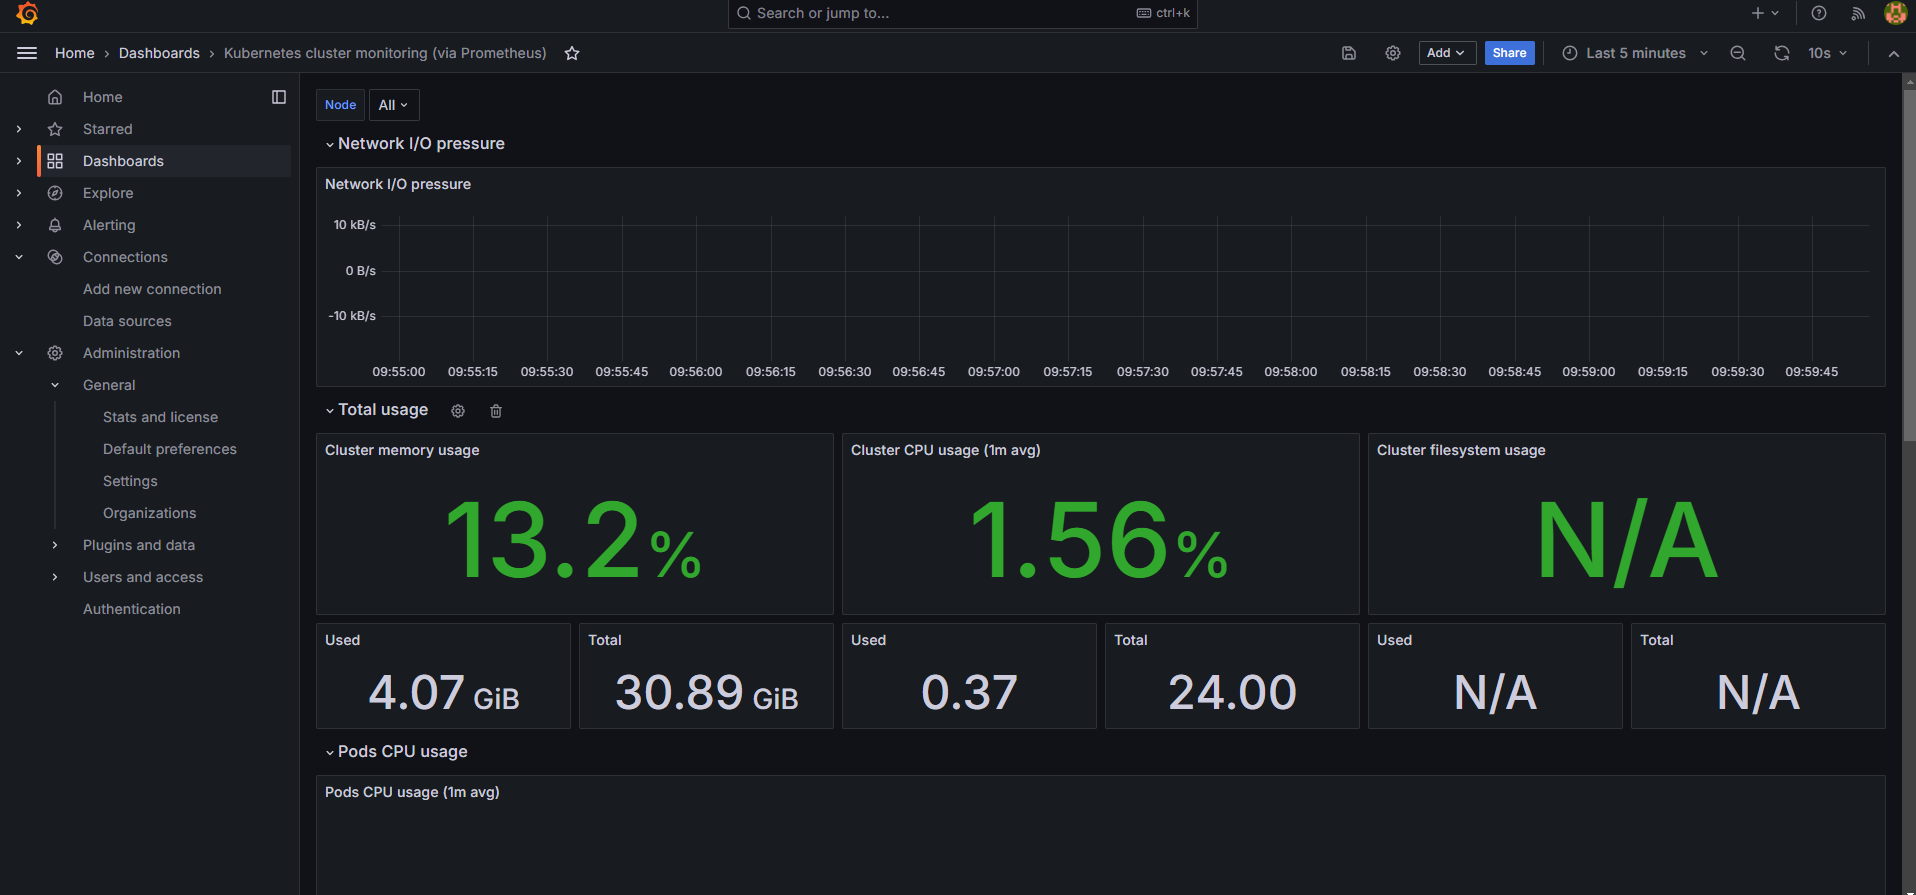 Search or jump to...
ctrl+k
Home
Dashboards
Kubernetes cluster monitoring (via Prometheus)
Add
Share
Last 5 minutes
10s
Home
Starred
Dashboards
Explore
Alerting
Connections
Add new connection
Data sources
Administration
General
Stats and license
Default preferences
Settings
Organizations
Plugins and data
Users and access
Authentication
Node
All
Network I/O pressure
Network I/O pressure
10 kB/s
0 B/s
-10 kB/s
09:55:00 09:55:15 09:55:30 09:55:45 09:56:00 09:56:15 09:56:30 09:56:45 09:57:00 09:57:15 09:57:30 09:57:45 09:58:00 09:58:15 09:58:30 09:58:45 09:59:00 09:59:15 09:59:30 09:59:45
Total usage
Cluster memory usage
13.2%
Cluster CPU usage (1m avg)
1.56%
Cluster filesystem usage
N/A
Used
4.07 GiB
Total
30.89 GiB
Used
0.37
Total
24.00
Used
N/A
Total
N/A
Pods CPU usage
Pods CPU usage (1m avg)